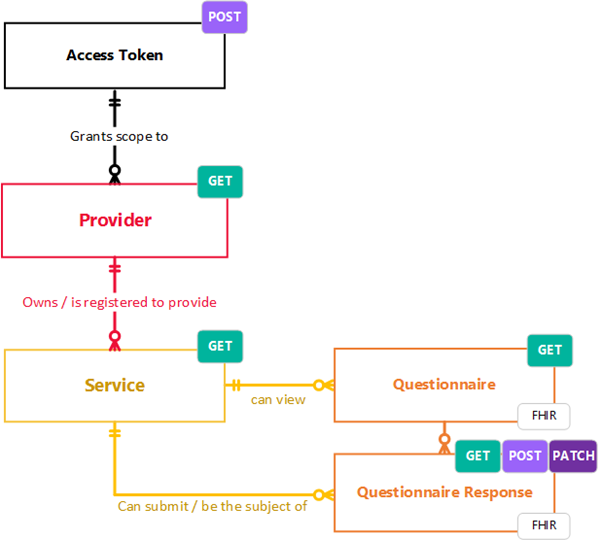 POST
Access Token
Grants scope to
GET
Provider
Owns / is registered to provide
GET
Service
can view
GET
Questionnaire
FHIR
GET POST PATCH
Questionnaire Response
Can submit / be the subject of
FHIR